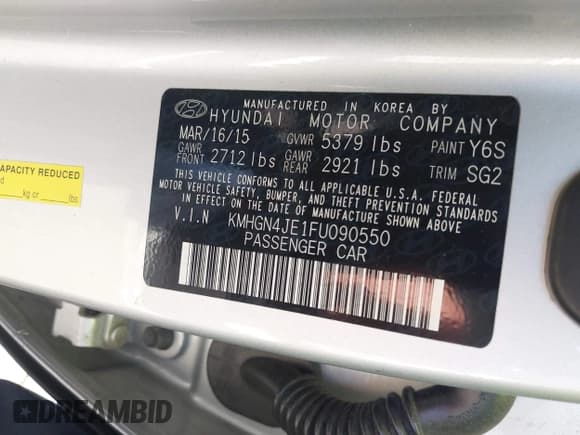 MANUFACTURED IN KOREA BY
HYUNDAI MOTOR COMPANY
MAR/16/15 GVWR 5379 lbs PAINT Y6S
GAWR FRONT 2712 lbs GAWR REAR 2921 lbs TRIM SG2
THIS VEHICLE CONFORMS TO ALL APPLICABLE U.S.A. FEDERAL
MOTOR VEHICLE SAFETY, BUMPER, AND THEFT PREVENTION STANDARDS
IN EFFECT ON THE DATE OF MANUFACTURE SHOWN ABOVE
V.I.N KMHGN4JE1FU090550
PASSENGER CAR
CAPACITY REDUCED
kg or lbs
DREAMBID